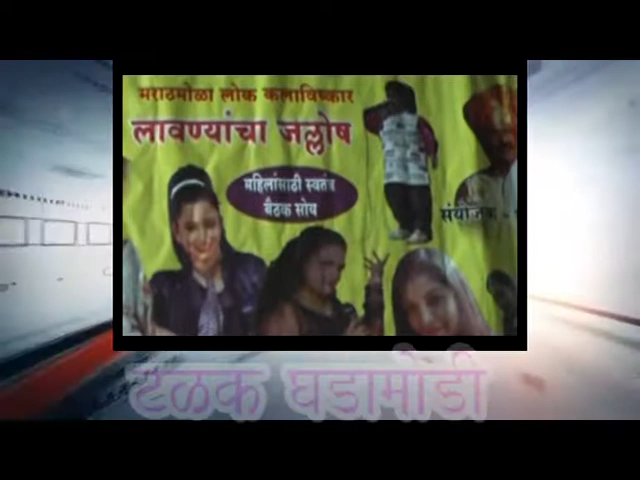 मराठमोळा लोक कलाविष्कार
लावण्यांचा जल्लोष
महिलांसाठी स्वतंत्र
बैठक सोय
संयोजक -
ठळक घडामोडी